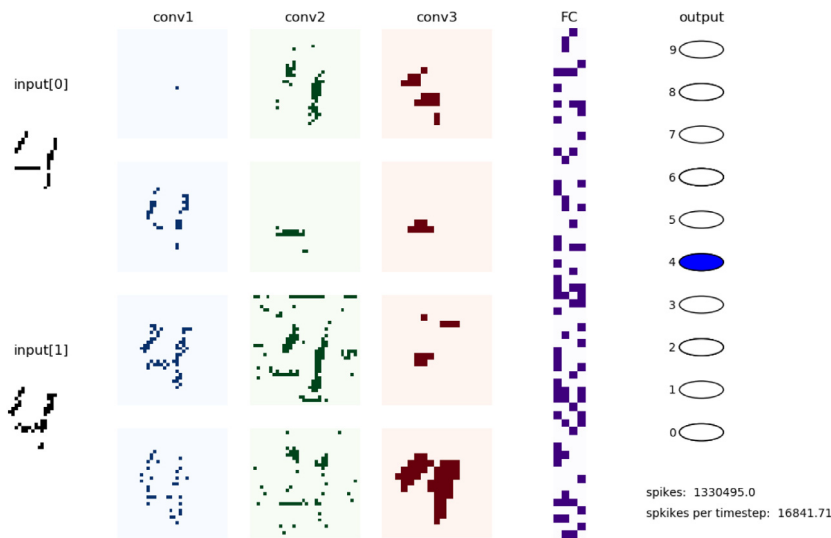 conv1 conv2 conv3 FC output
input[0]
input[1]
9
8
7
6
5
4
3
2
1
0
spikes: 1330495.0
spkikes per timestep: 16841.71